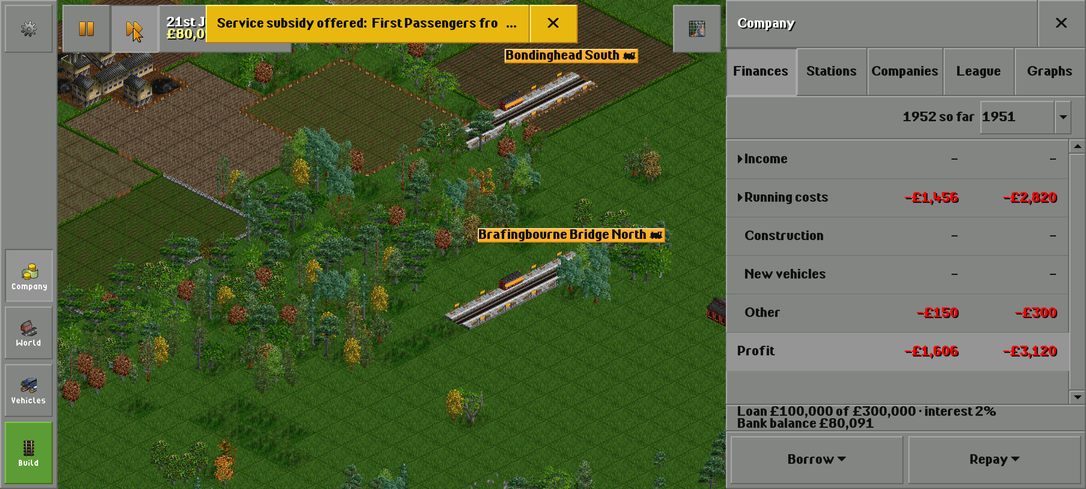 21st J
£80,0
Service subsidy offered: First Passengers fro ...
Bondinghead South
Brafingbourne Bridge North
Company
World
Vehicles
Build
Company
Finances
Stations
Companies
League
Graphs
1952 so far
1951
Income – –
Running costs -£1,456 -£2,820
Construction – –
New vehicles – –
Other -£150 -£300
Profit -£1,606 -£3,120
Loan £100,000 of £300,000 · interest 2%
Bank balance £80,091
Borrow
Repay